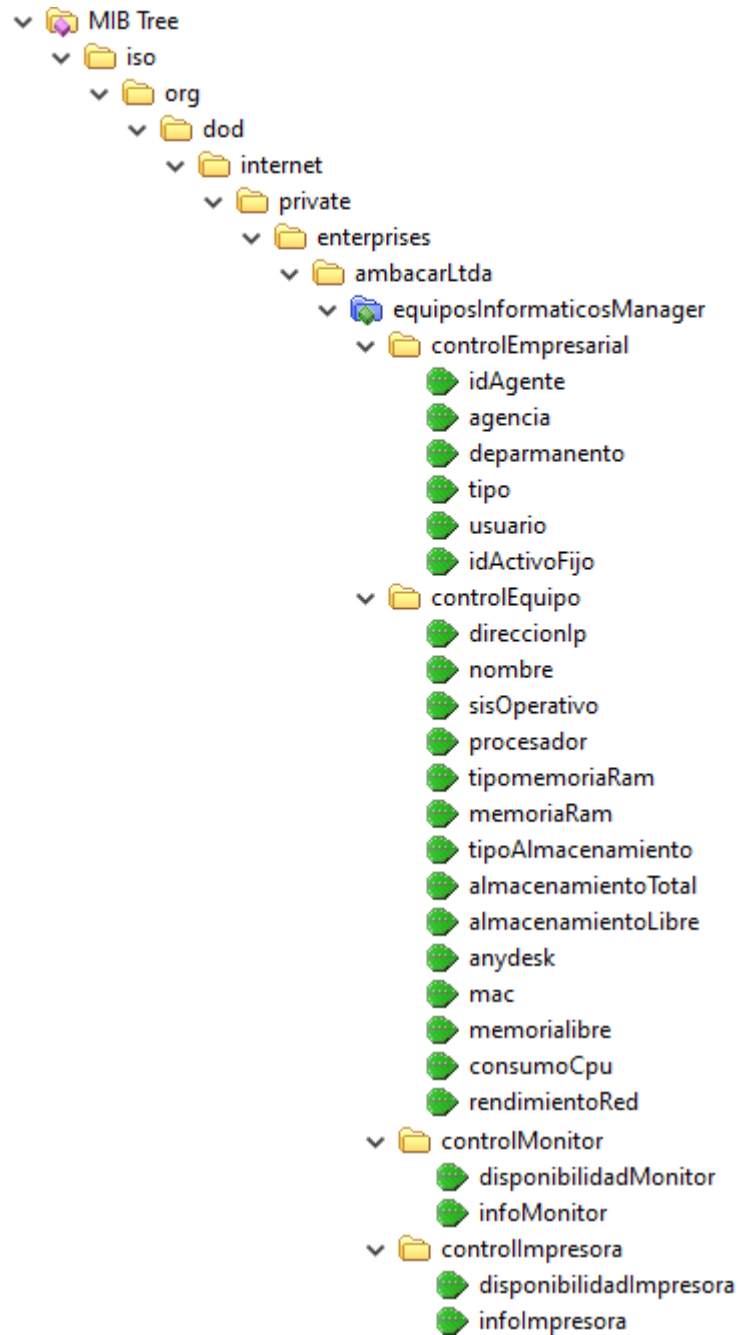 MIB Tree
iso
org
dod
internet
private
enterprises
ambacarLtda
equiposInformaticosManager
controlEmpresarial
idAgente
agencia
deparmanento
tipo
usuario
idActivoFijo
controlEquipo
direccionIp
nombre
sisOperativo
procesador
tipomemoriaRam
memoriaRam
tipoAlmacenamiento
almacenamientoTotal
almacenamientoLibre
anydesk
mac
memorialibre
consumoCpu
rendimientoRed
controlMonitor
disponibilidadMonitor
infoMonitor
controlImpresora
disponibilidadImpresora
infoImpresora